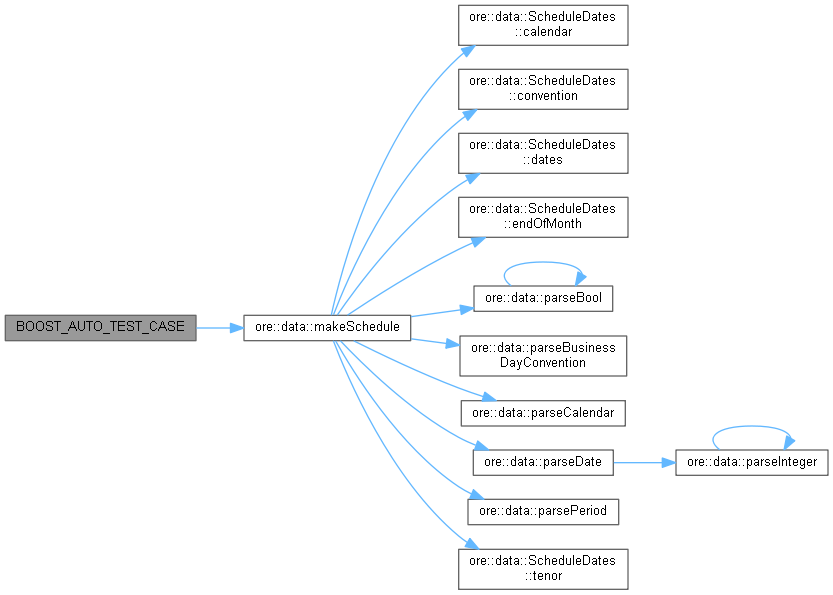 BOOST_AUTO_TEST_CASE
ore::data::makeSchedule
ore::data::ScheduleDates
::calendar
ore::data::ScheduleDates
::convention
ore::data::ScheduleDates
::dates
ore::data::ScheduleDates
::endOfMonth
ore::data::parseBool
ore::data::parseBusiness
DayConvention
ore::data::parseCalendar
ore::data::parseDate
ore::data::parseInteger
ore::data::parsePeriod
ore::data::ScheduleDates
::tenor